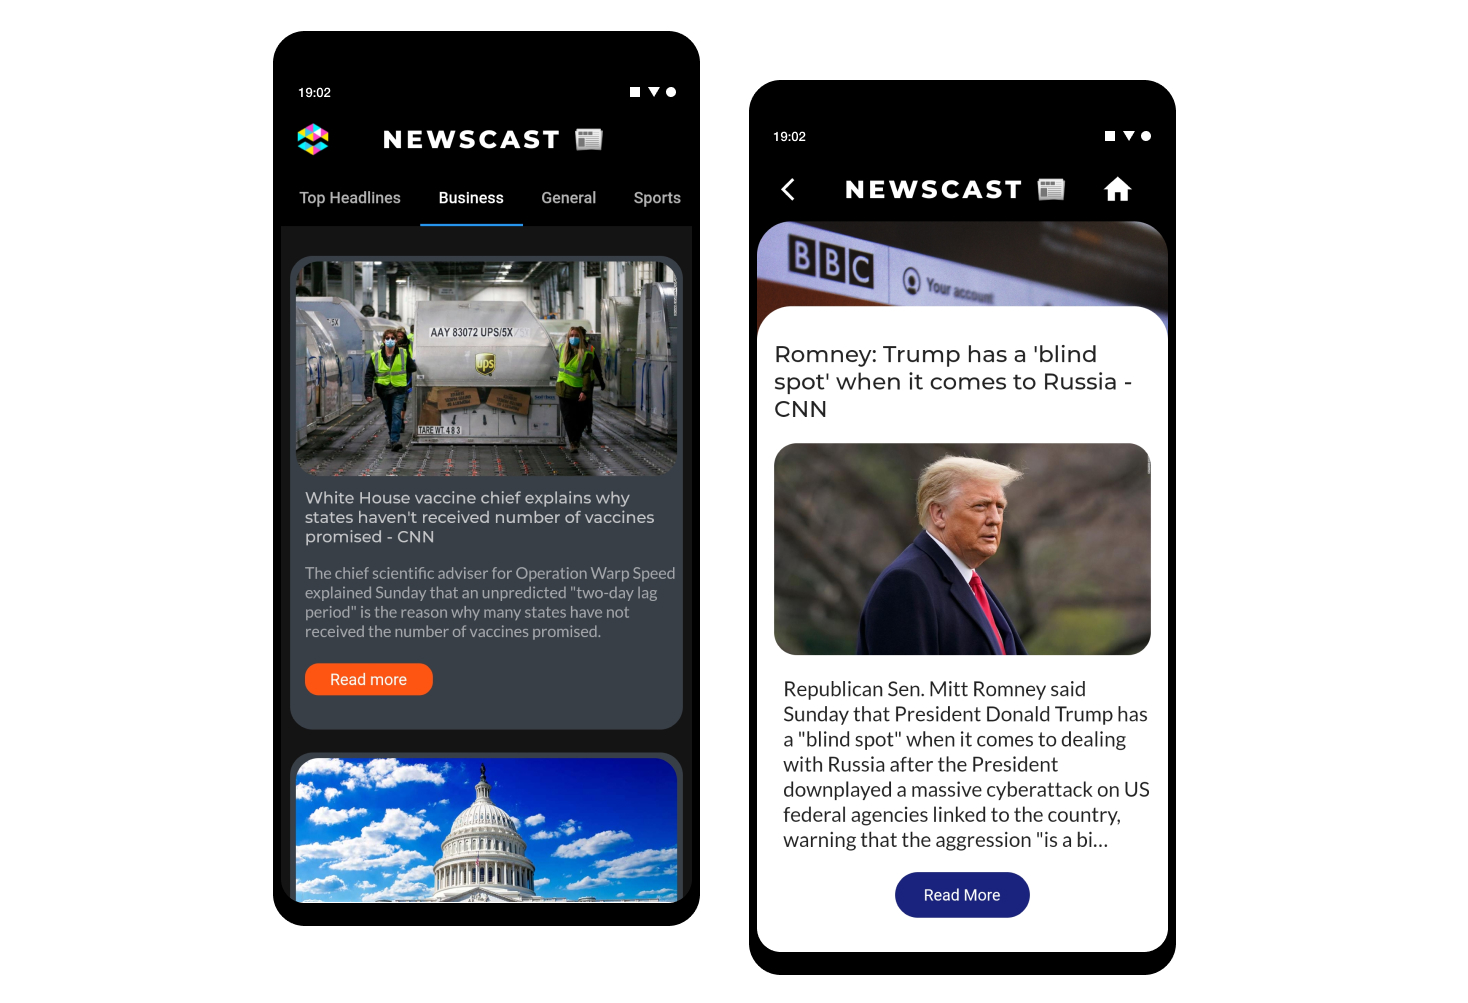 19:02
NEWSCAST
Top Headlines Business General Sports
AAY 83072 UPS/5X
ups
TARE WT. 4 8 3
White House vaccine chief explains why
states haven't received number of vaccines
promised - CNN
The chief scientific adviser for Operation Warp Speed
explained Sunday that an unpredicted "two-day lag
period" is the reason why many states have not
received the number of vaccines promised.
Read more
19:02
NEWSCAST
BBC
Your account
Romney: Trump has a 'blind
spot' when it comes to Russia -
CNN
Republican Sen. Mitt Romney said
Sunday that President Donald Trump has
a "blind spot" when it comes to dealing
with Russia after the President
downplayed a massive cyberattack on US
federal agencies linked to the country,
warning that the aggression "is a bi...
Read More